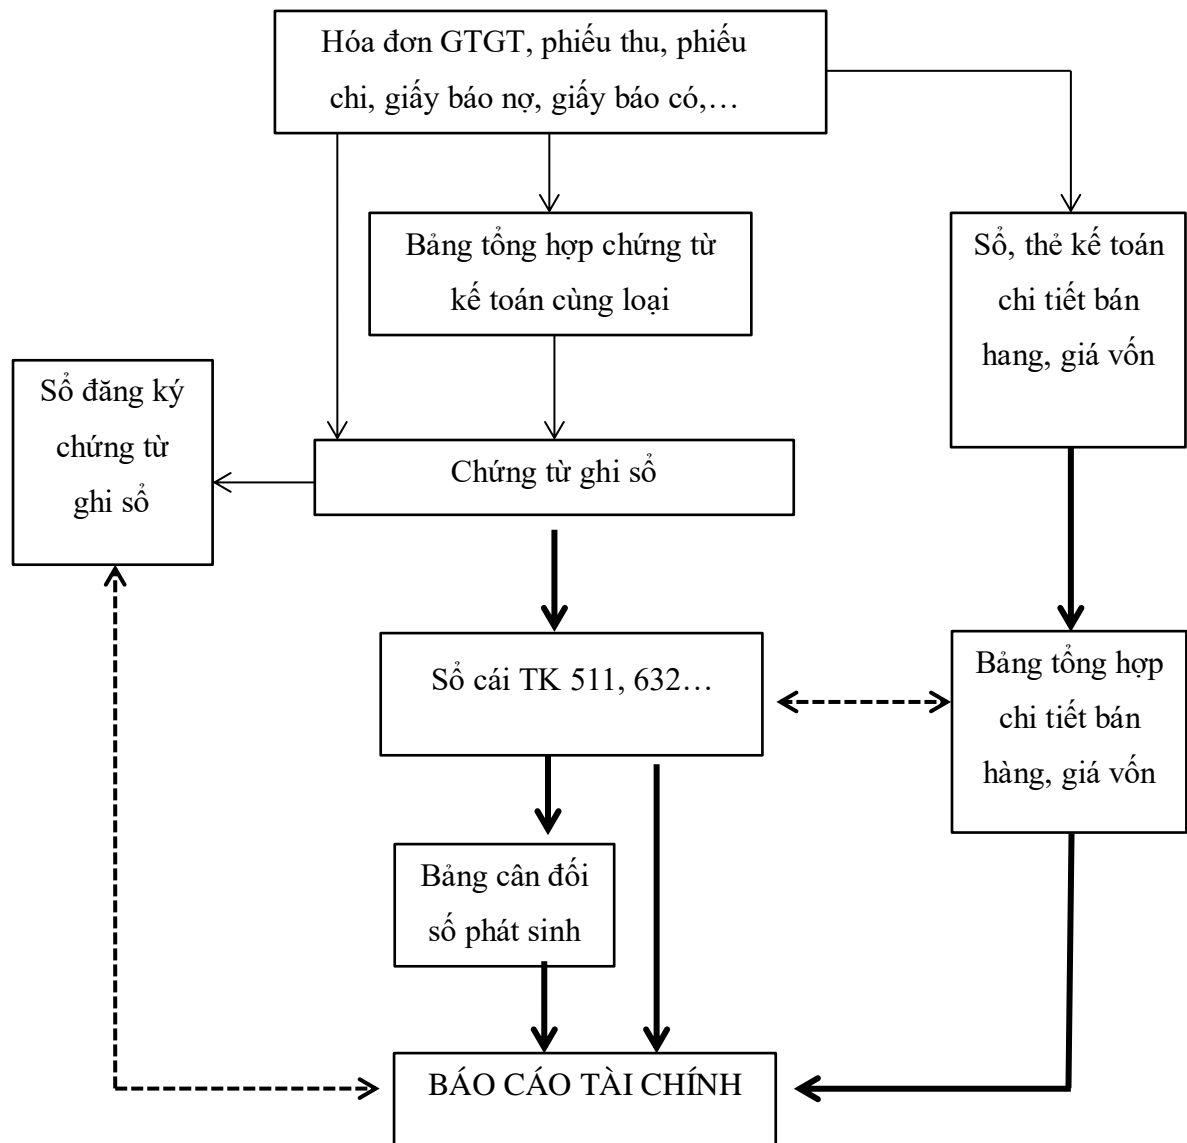 Hóa đơn GTGT, phiếu thu, phiếu
chi, giấy báo nợ, giấy báo có,…
Bảng tổng hợp chứng từ
kế toán cùng loại
Sổ, thẻ kế toán
chi tiết bán
hang, giá vốn
Sổ đăng ký
chứng từ
ghi sổ
Chứng từ ghi sổ
Sổ cái TK 511, 632…
Bảng tổng hợp
chi tiết bán
hàng, giá vốn
Bảng cân đối
số phát sinh
BÁO CÁO TÀI CHÍNH